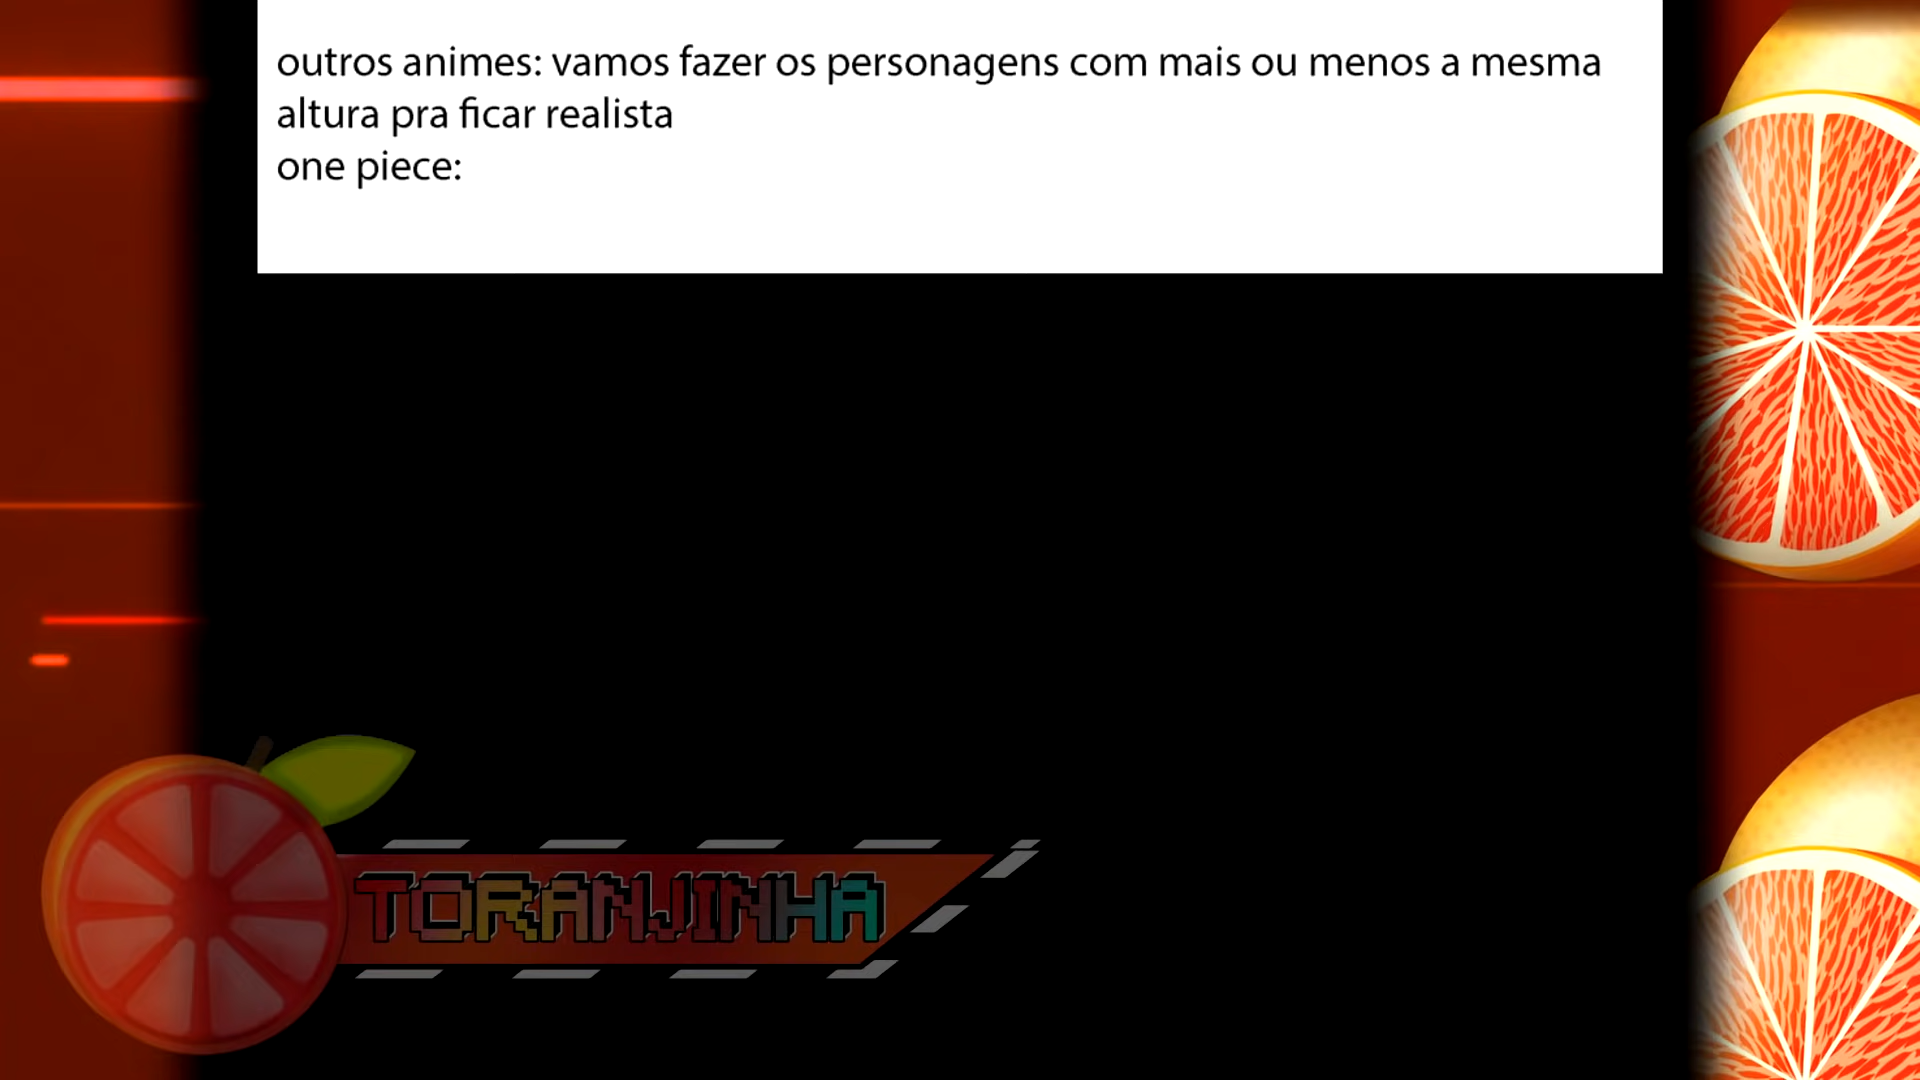 outros animes: vamos fazer os personagens com mais ou menos a mesma
altura pra ficar realista
one piece:
TORANJINHA